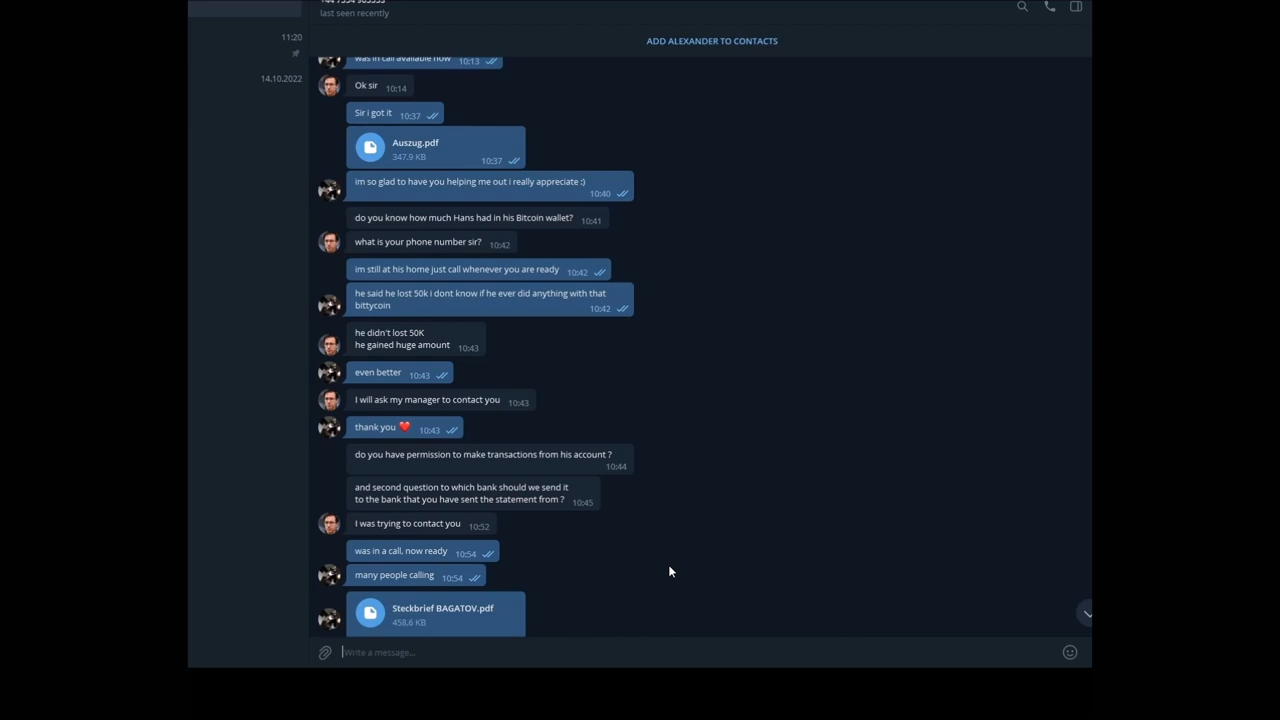 last seen recently
ADD ALEXANDER TO CONTACTS
11:20
14.10.2022
was in call available now 10:13
Ok sir 10:14
Sir i got it 10:37
Auszug.pdf
347,9 KB 10:37
im so glad to have you helping me out i really appreciate :)
10:40
do you know how much Hans had in his Bitcoin wallet? 10:41
what is your phone number sir? 10:42
im still at his home just call whenever you are ready 10:42
he said he lost 50k i dont know if he ever did anything with that
bittycoin 10:42
he didn't lost 50K
he gained huge amount 10:43
even better 10:43
I will ask my manager to contact you 10:43
thank you ❤️ 10:43
do you have permission to make transactions from his account ?
10:44
and second question to which bank should we send it
to the bank that you have sent the statement from ? 10:45
I was trying to contact you 10:52
was in a call, now ready 10:54
many people calling 10:54
Steckbrief BAGATOV.pdf
458,6 KB
Write a message...